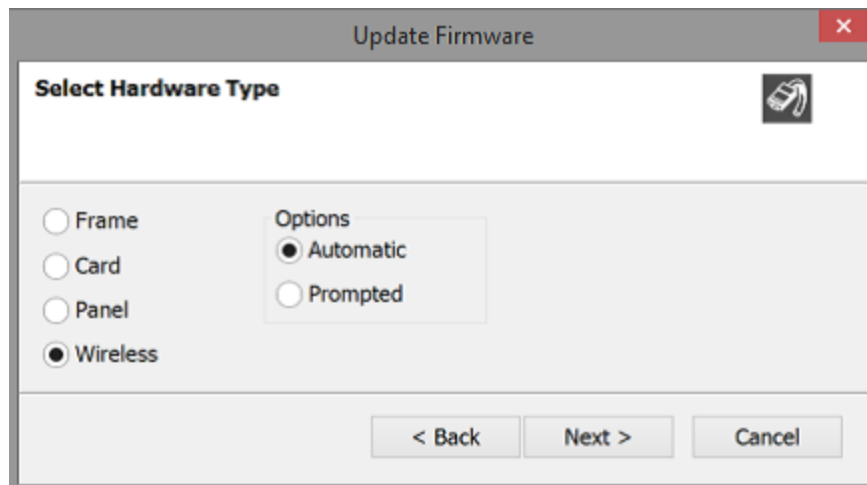 Update Firmware
Select Hardware Type
Frame
Card
Panel
Wireless
Options
Automatic
Prompted
< Back
Next >
Cancel